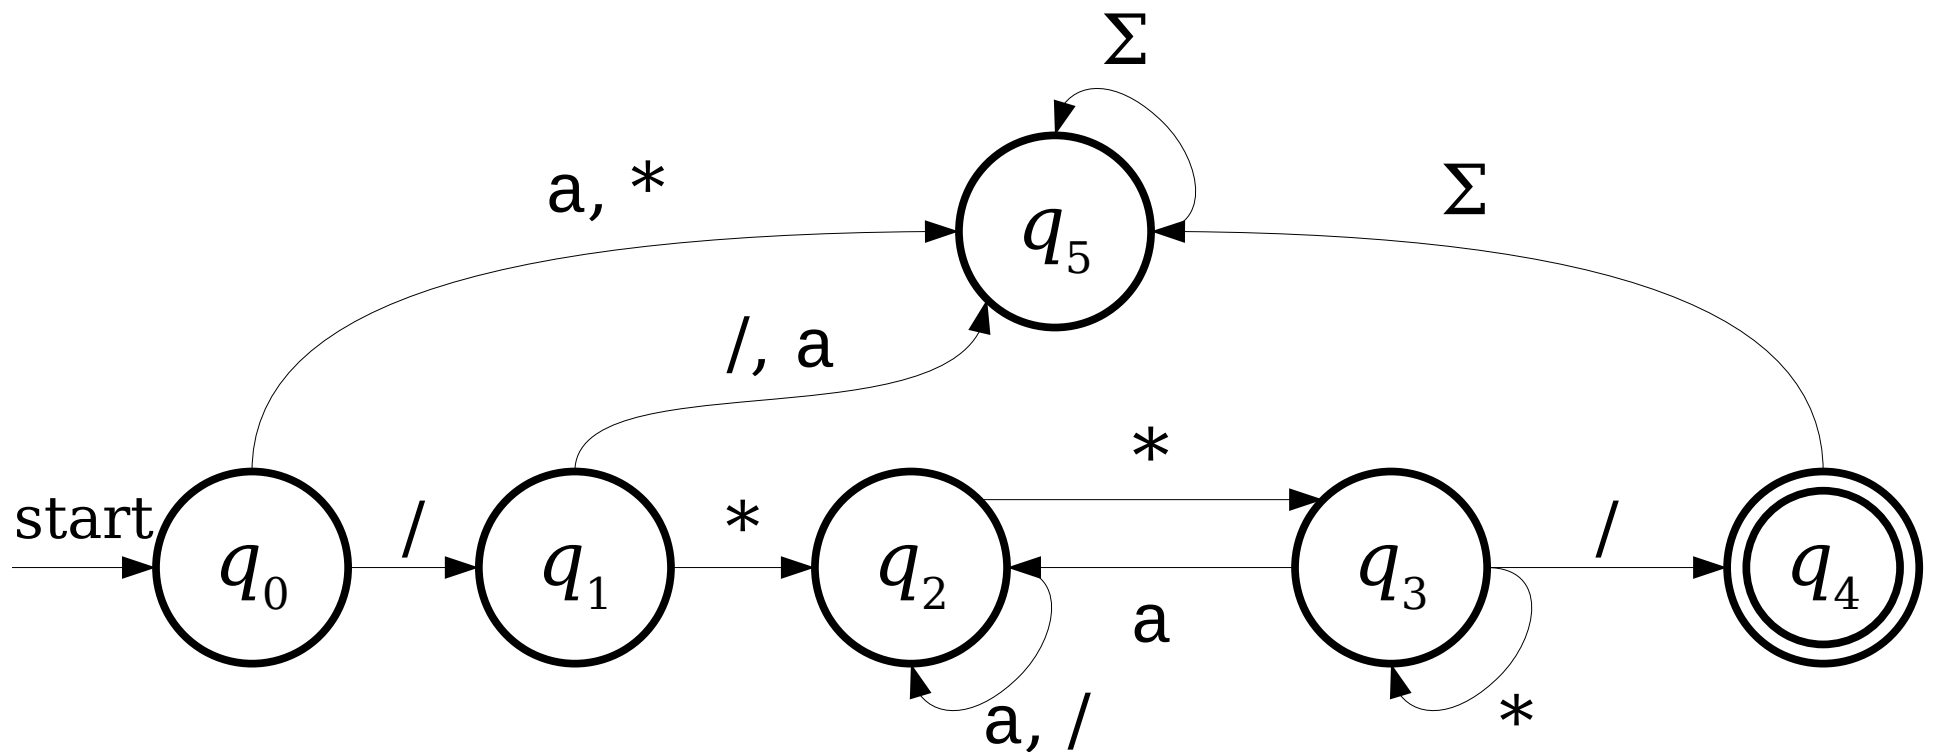 Σ
a, *
Σ
q5
/, a
*
start
/
*
/
q0
q1
q2
q3
q4
a
a, /
*